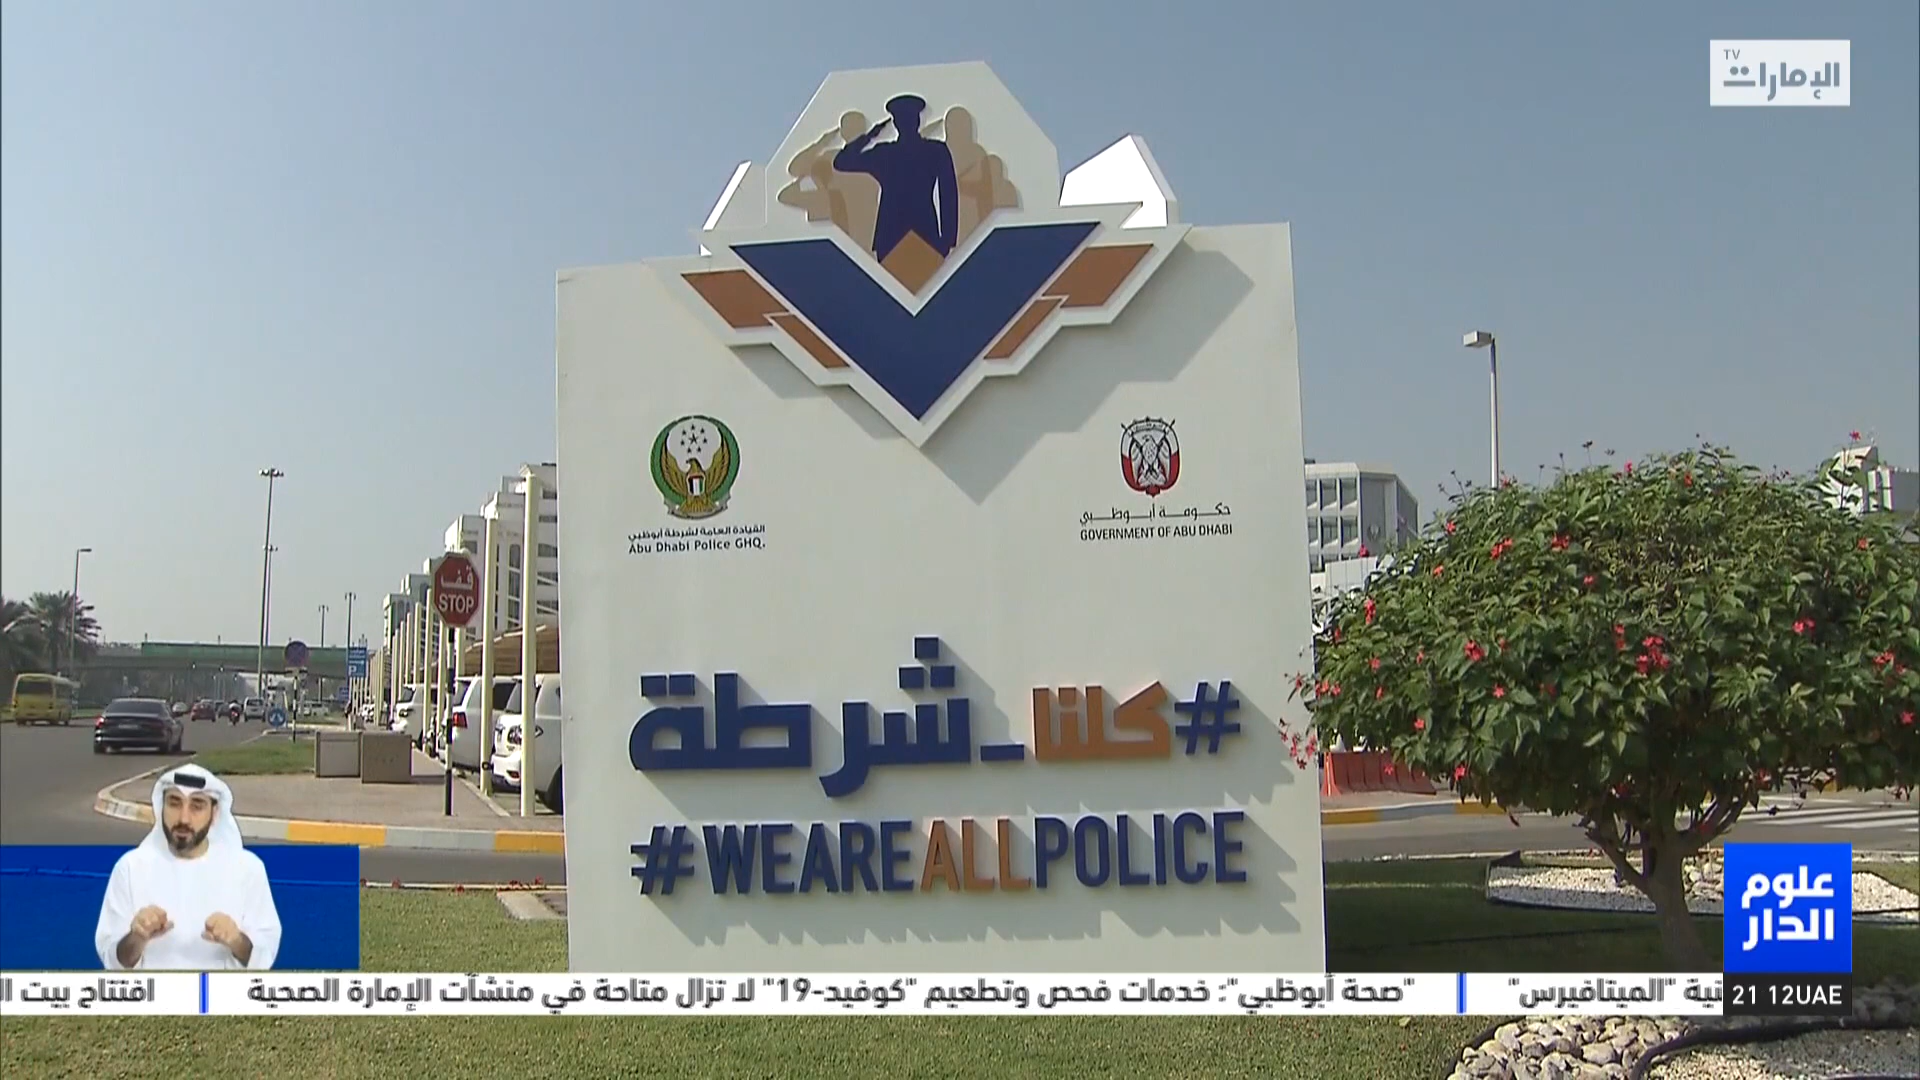 TV
الإمارات
القيادة العامة لشرطة أبوظبي
Abu Dhabi Police GHQ.
حكومة أبوظبي
GOVERNMENT OF ABU DHABI
قف
STOP
#كلنا_شرطة
#WEAREALLPOLICE
علوم
الدار
"الميتافيرس" | "صحة أبوظبي": خدمات فحص وتطعيم "كوفيد-19" لا تزال متاحة في منشآت الإمارة الصحية | افتتاح بيت
21 12UAE